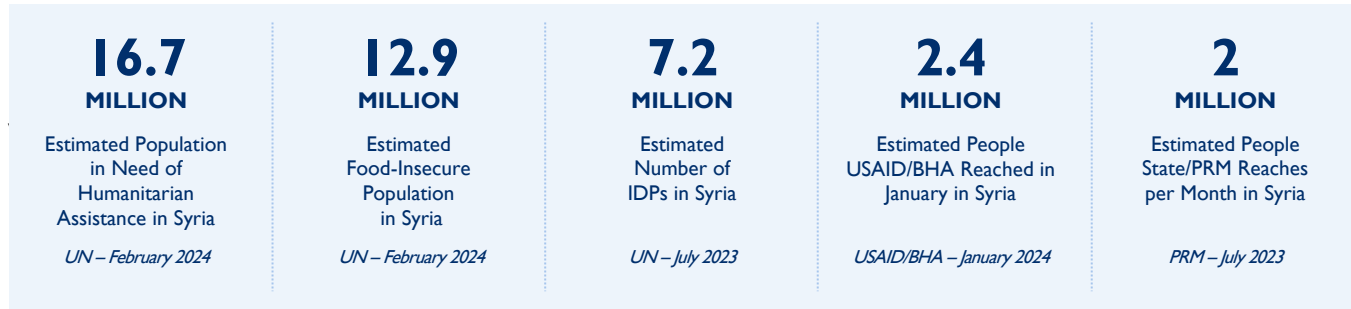 16.7
MILLION
Estimated Population
in Need of
Humanitarian
Assistance in Syria
UN – February 2024
12.9
MILLION
Estimated
Food-Insecure
Population
in Syria
UN – February 2024
7.2
MILLION
Estimated
Number of
IDPs in Syria
UN – July 2023
2.4
MILLION
Estimated People
USAID/BHA Reached in
January in Syria
USAID/BHA – January 2024
2
MILLION
Estimated People
State/PRM Reaches
per Month in Syria
PRM – July 2023